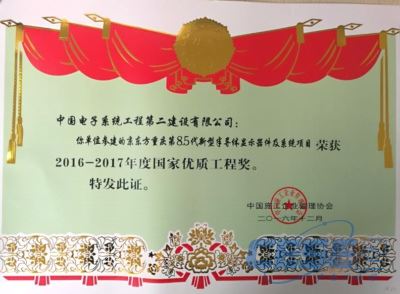 中国电子系统工程第二建设有限公司：
你单位参建的京东方重庆第8.5代新型半导体显示器件及系统项目 荣获
2016-2017年度国家优质工程奖。
特发此证。
中国施工企业管理协会
二〇一六年十二月